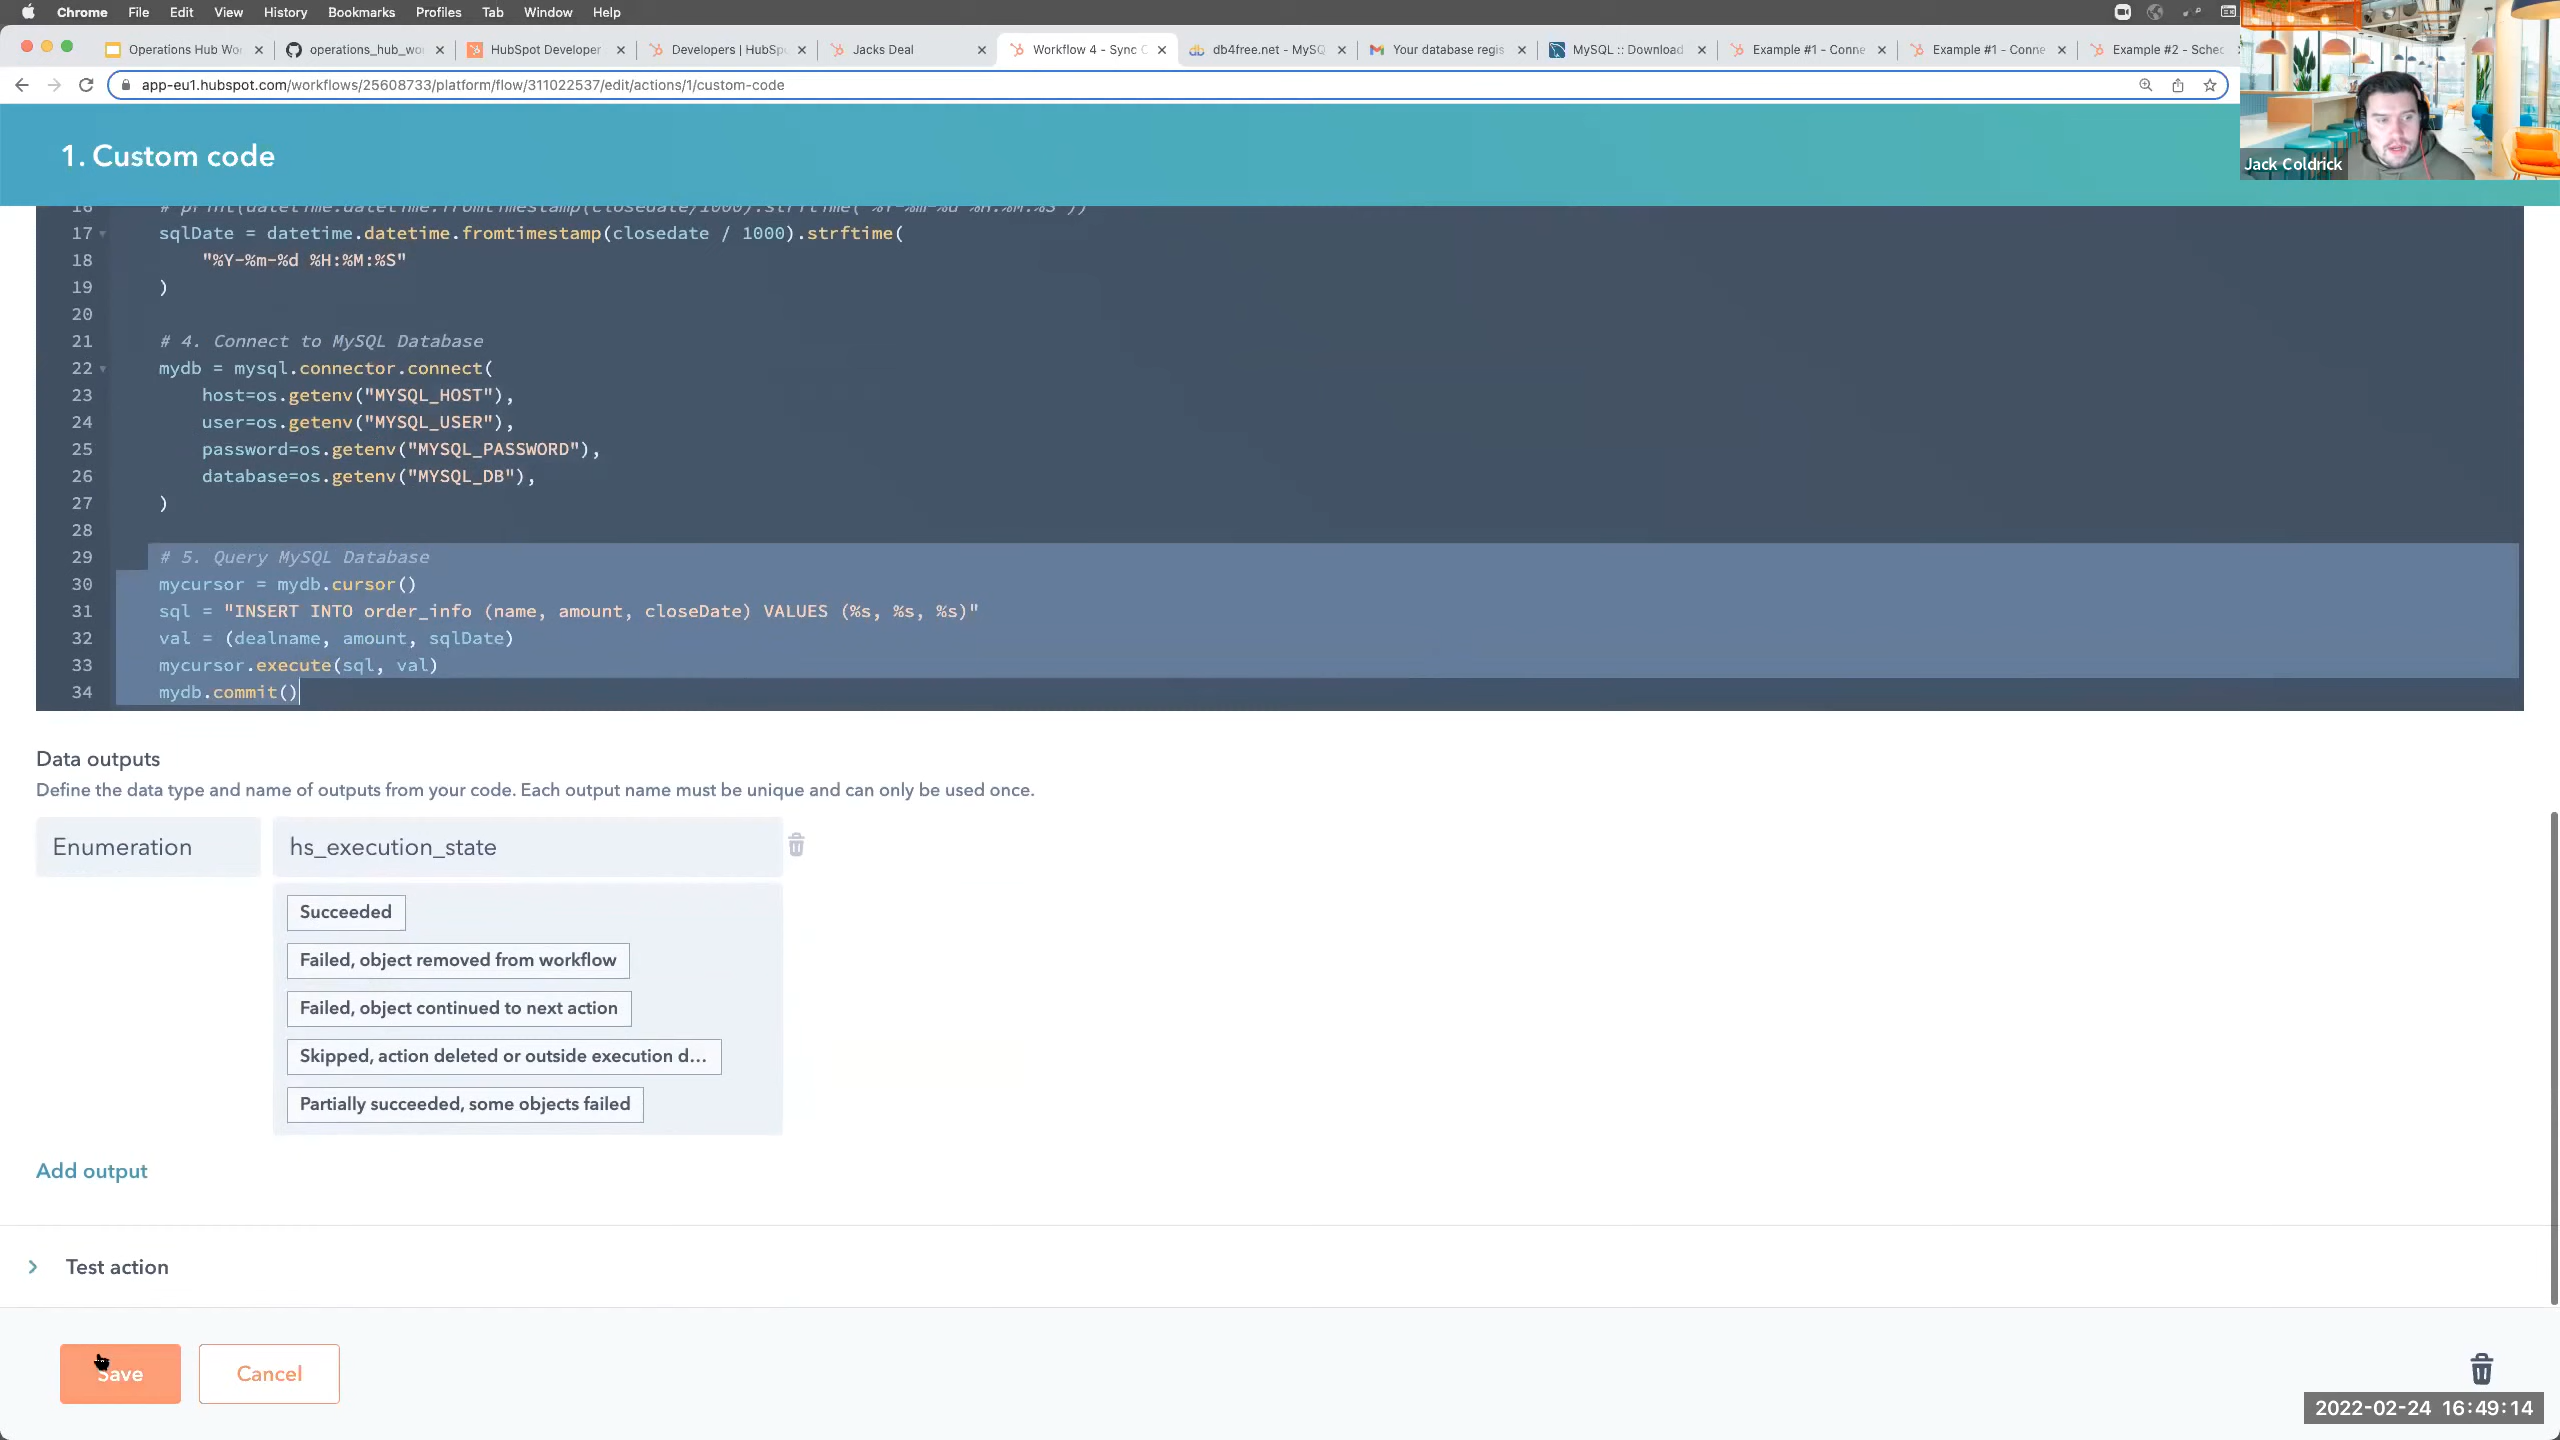 Chrome File Edit View History Bookmarks Profiles Tab Window Help
Operations Hub Wo
operations_hub_wo
HubSpot Developer
Developers | HubSp
Jacks Deal
Workflow 4 - Sync C
db4free.net - MySQ
Your database regis
MySQL :: Download
Example #1 - Conne
Example #1 - Conne
Example #2 - Sched
app-eu1.hubspot.com/workflows/25608733/platform/flow/311022537/edit/actions/1/custom-code
Jack Coldrick
1. Custom code
16 # print(datetime.datetime.fromtimestamp(closedate/1000).strftime('%Y-%m-%d %H:%M:%S'))
17 sqlDate = datetime.datetime.fromtimestamp(closedate / 1000).strftime(
18 "%Y-%m-%d %H:%M:%S"
19 )
20
21 # 4. Connect to MySQL Database
22 mydb = mysql.connector.connect(
23 host=os.getenv("MYSQL_HOST"),
24 user=os.getenv("MYSQL_USER"),
25 password=os.getenv("MYSQL_PASSWORD"),
26 database=os.getenv("MYSQL_DB"),
27 )
28
29 # 5. Query MySQL Database
30 mycursor = mydb.cursor()
31 sql = "INSERT INTO order_info (name, amount, closeDate) VALUES (%s, %s, %s)"
32 val = (dealname, amount, sqlDate)
33 mycursor.execute(sql, val)
34 mydb.commit()
Data outputs
Define the data type and name of outputs from your code. Each output name must be unique and can only be used once.
Enumeration
hs_execution_state
Succeeded
Failed, object removed from workflow
Failed, object continued to next action
Skipped, action deleted or outside execution d...
Partially succeeded, some objects failed
Add output
Test action
Save
Cancel
2022-02-24 16:49:14